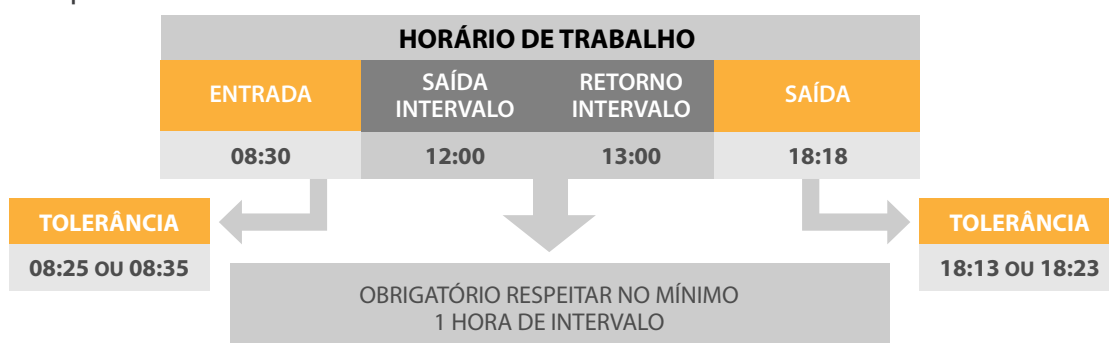 HORÁRIO DE TRABALHO
ENTRADA
SAÍDA
INTERVALO
RETORNO
INTERVALO
SAÍDA
08:30
12:00
13:00
18:18
TOLERÂNCIA
08:25 OU 08:35
TOLERÂNCIA
18:13 OU 18:23
OBRIGATÓRIO RESPEITAR NO MÍNIMO
1 HORA DE INTERVALO